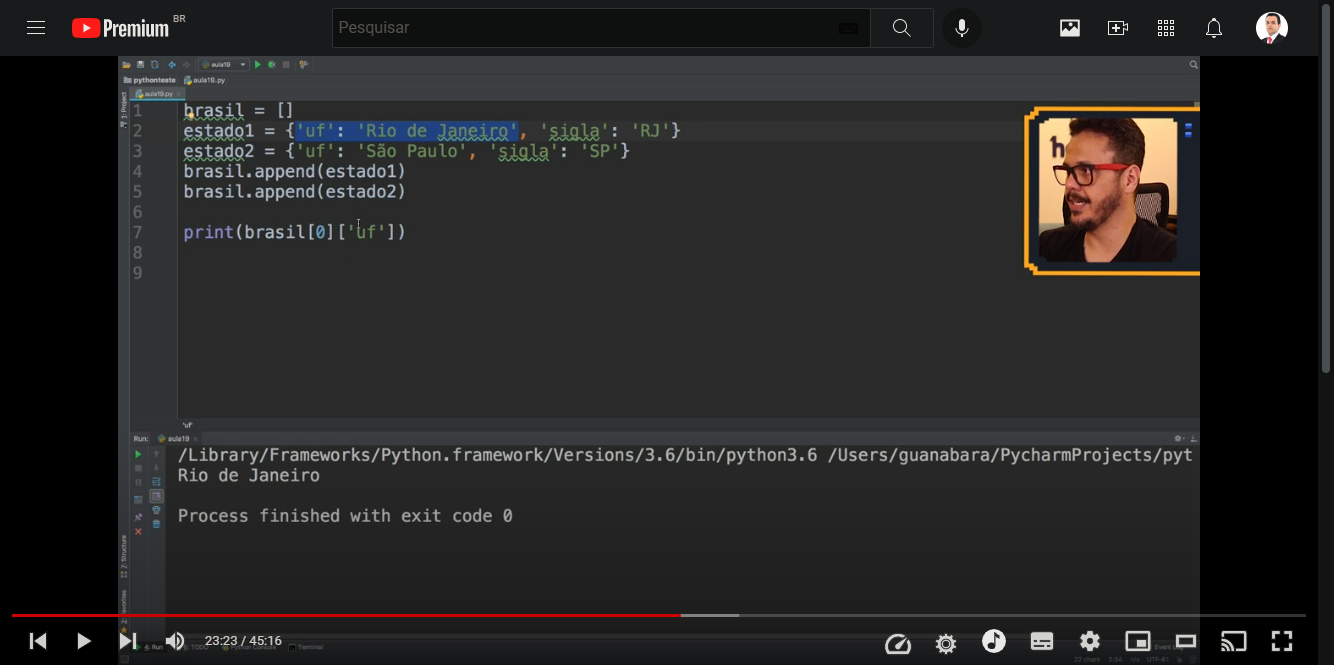 Premium BR
Pesquisar
aula19
pythonteste aula19.py
aula19.py
1: Project
1 brasil = []
2 estado1 = {'uf': 'Rio de Janeiro', 'sigla': 'RJ'}
3 estado2 = {'uf': 'São Paulo', 'sigla': 'SP'}
4 brasil.append(estado1)
5 brasil.append(estado2)
6
7 print(brasil[0]['uf'])
8
9
'uf'
Run: aula19
/Library/Frameworks/Python.framework/Versions/3.6/bin/python3.6 /Users/guanabara/PycharmProjects/pyt
Rio de Janeiro
Process finished with exit code 0
Z: Structure
23:23 / 45:16
4: Run TODO Python Console Terminal
22 chars 2:34 UTF-8